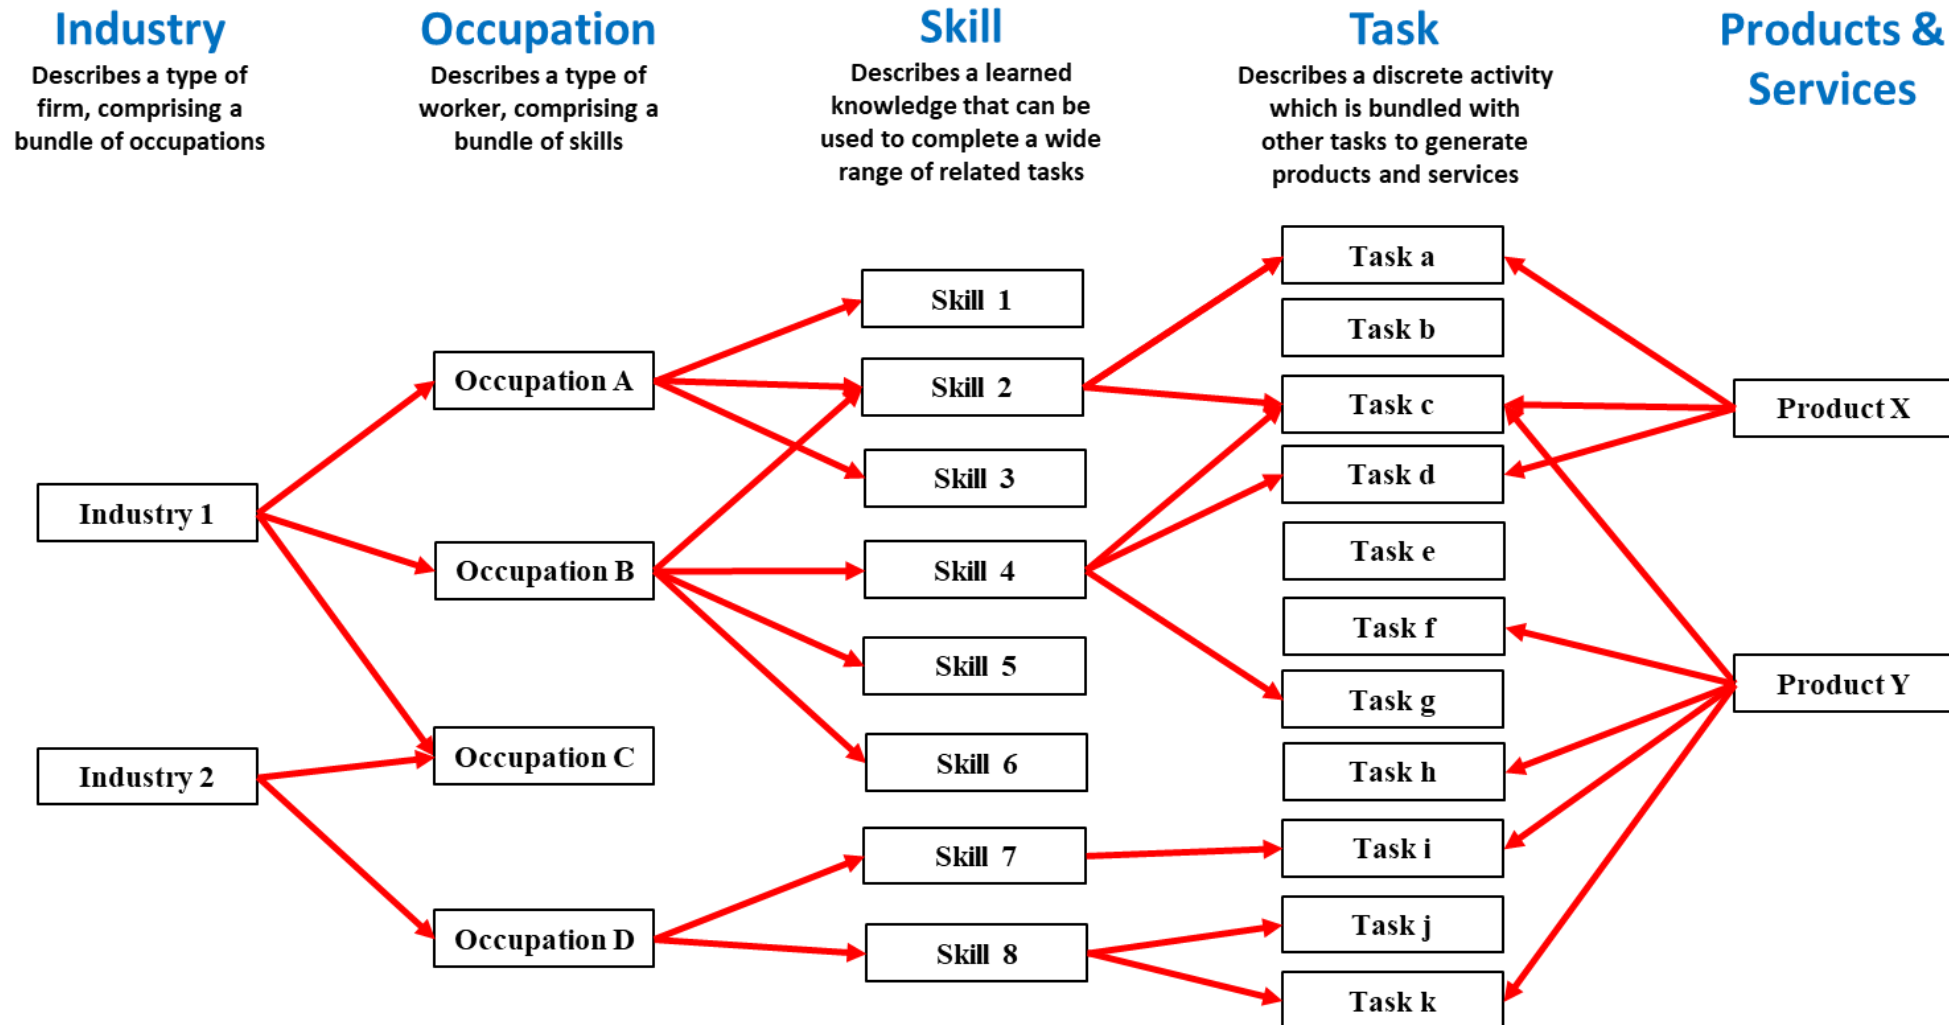 Industry
Describes a type of
firm, comprising a
bundle of occupations
Occupation
Describes a type of
worker, comprising a
bundle of skills
Skill
Describes a learned
knowledge that can be
used to complete a wide
range of related tasks
Task
Describes a discrete activity
which is bundled with
other tasks to generate
products and services
Products &
Services
Industry 1
Industry 2
Occupation A
Occupation B
Occupation C
Occupation D
Skill 1
Skill 2
Skill 3
Skill 4
Skill 5
Skill 6
Skill 7
Skill 8
Task a
Task b
Task c
Task d
Task e
Task f
Task g
Task h
Task i
Task j
Task k
Product X
Product Y